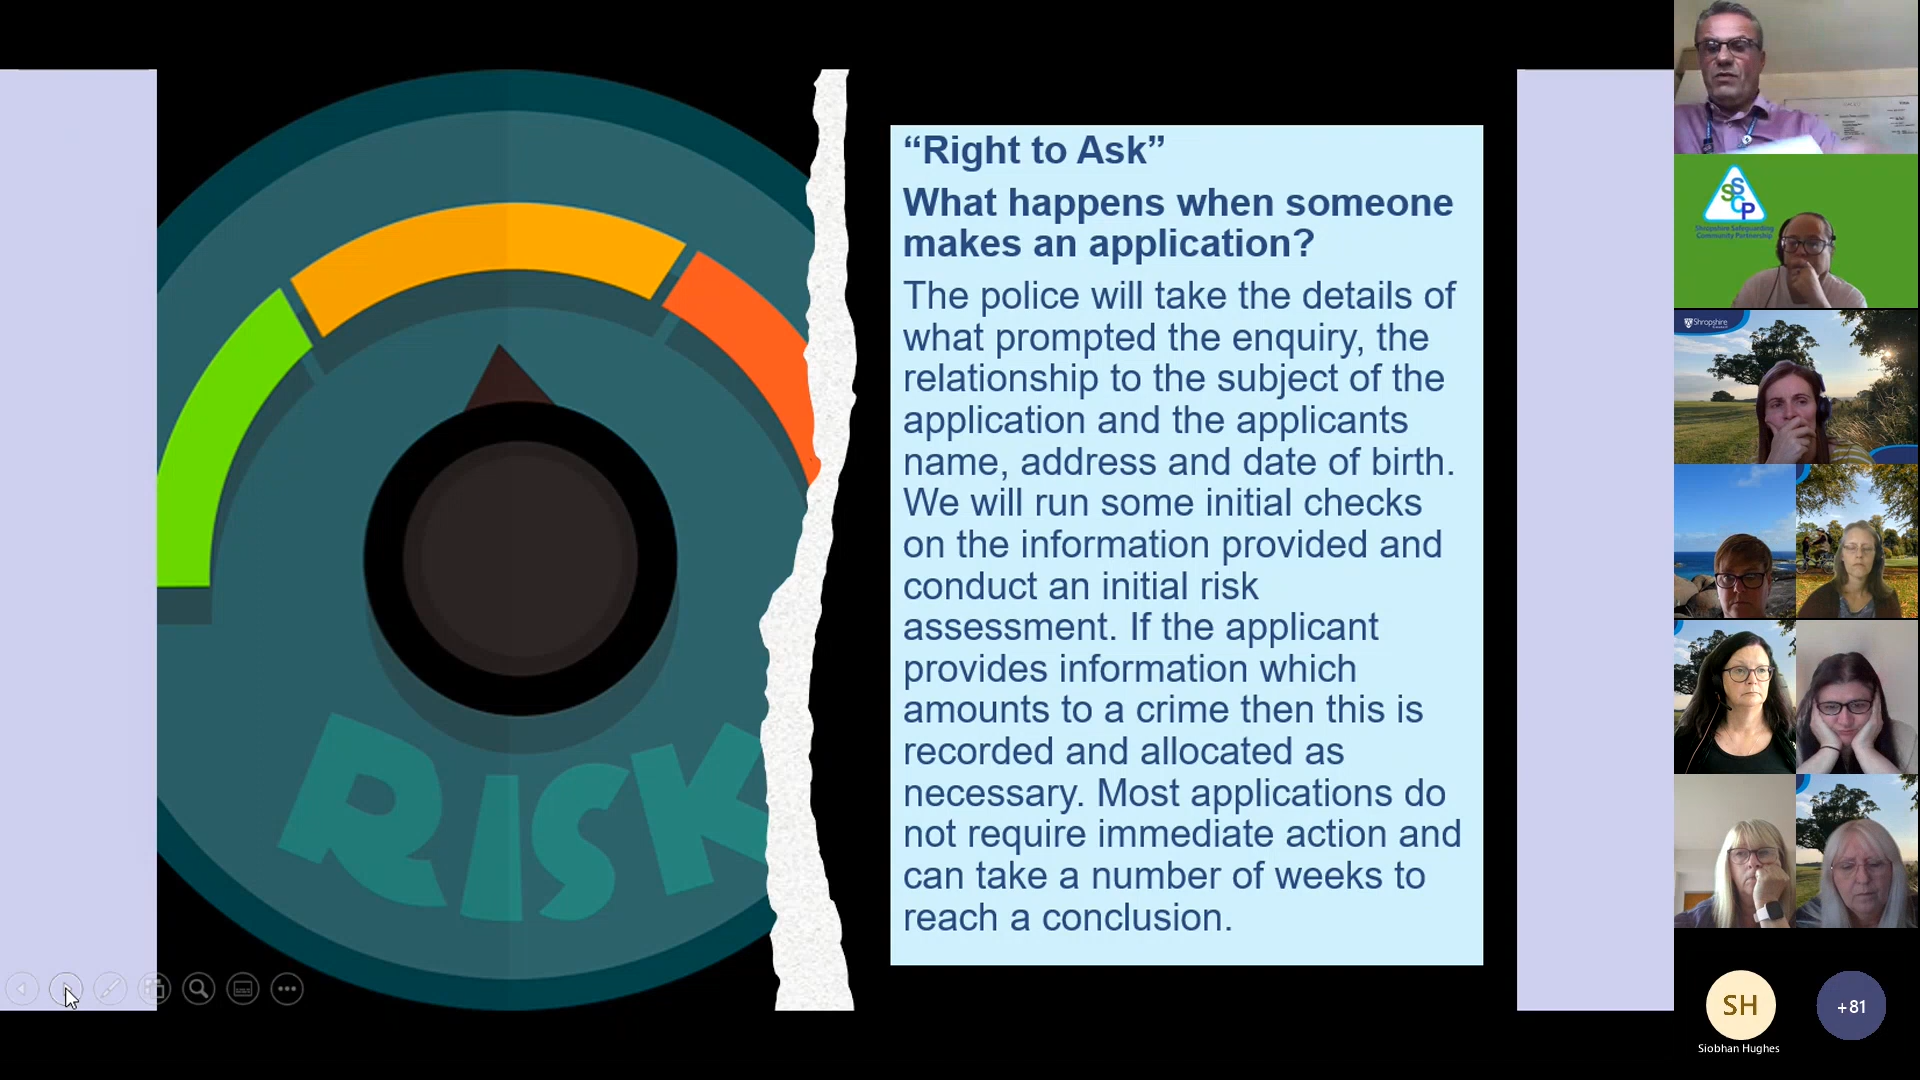 “Right to Ask”
What happens when someone
makes an application?
The police will take the details of
what prompted the enquiry, the
relationship to the subject of the
application and the applicants
name, address and date of birth.
We will run some initial checks
on the information provided and
conduct an initial risk
assessment. If the applicant
provides information which
amounts to a crime then this is
recorded and allocated as
necessary. Most applications do
not require immediate action and
can take a number of weeks to
reach a conclusion.
RISK
SSCP
Shropshire Safeguarding
Community Partnership
Shropshire
SH
Siobhan Hughes
+81